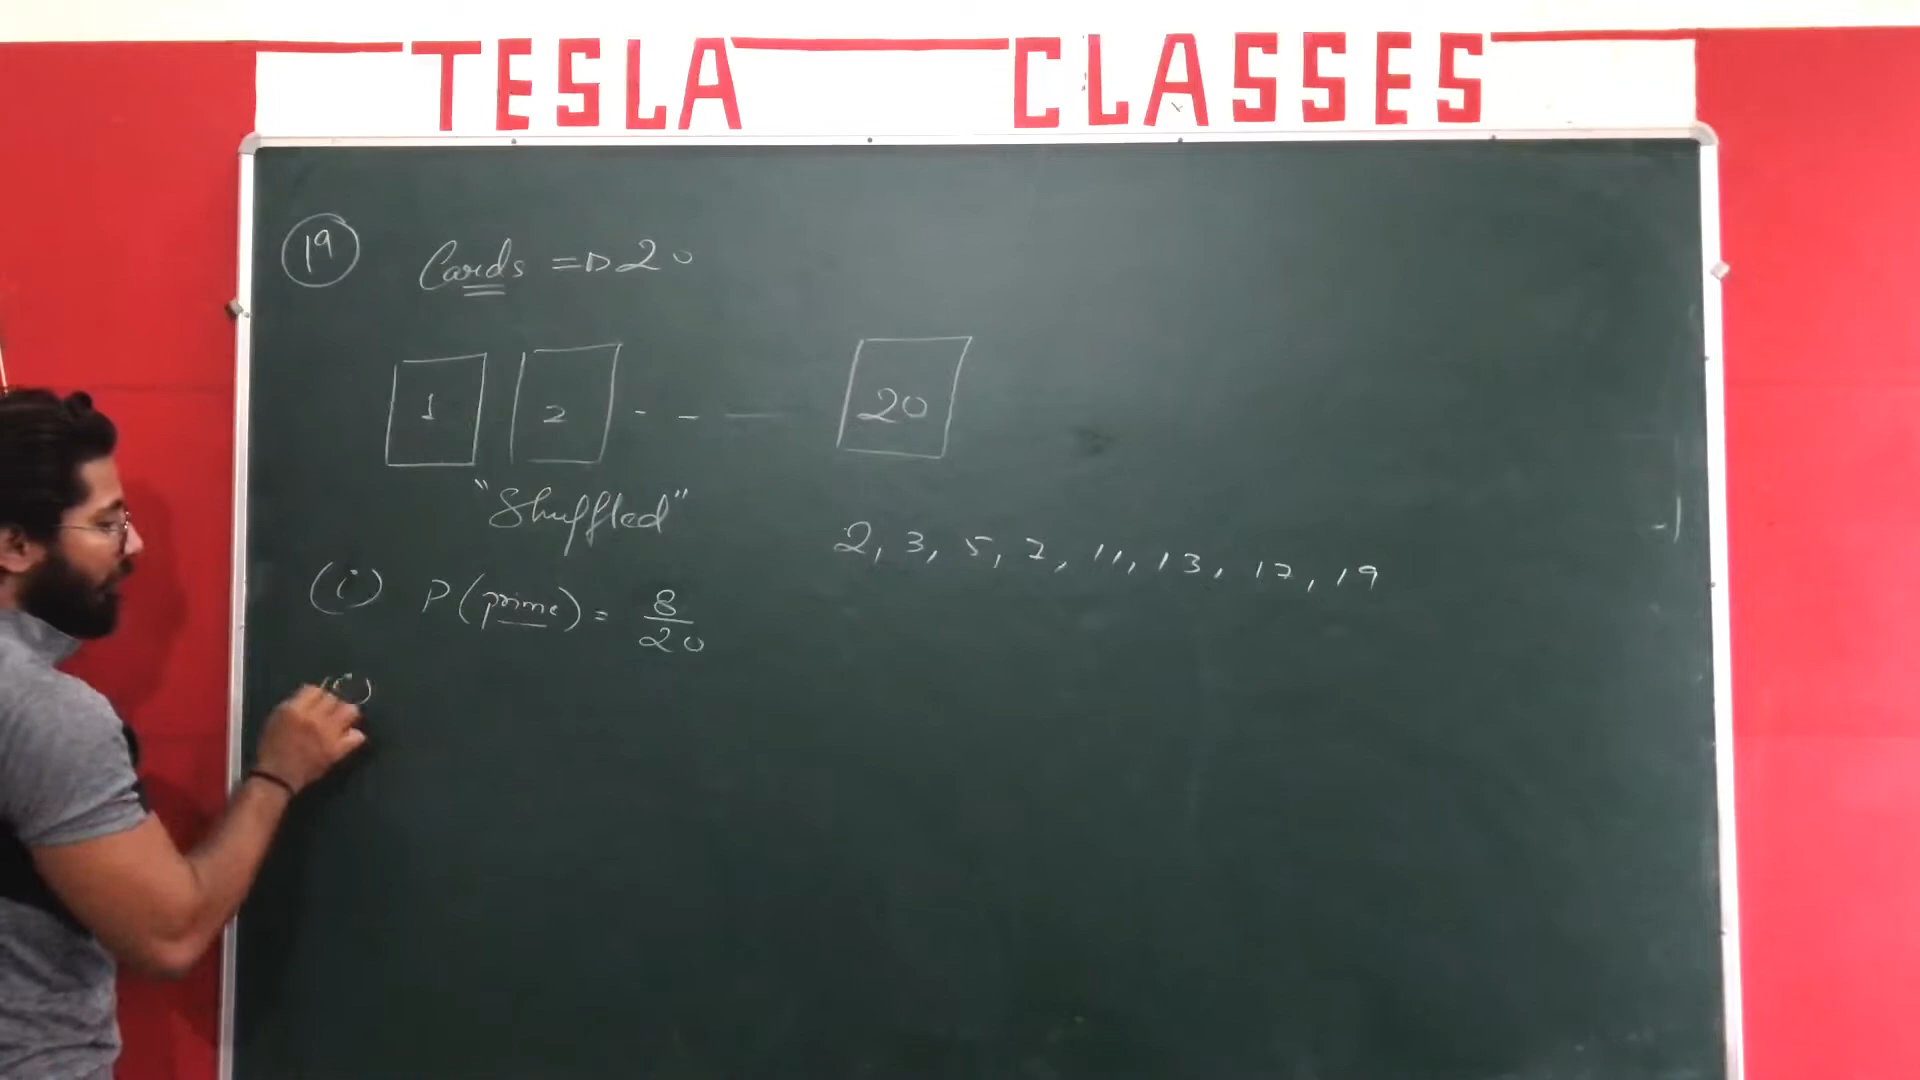 TESLA CLASSES
19 Cards => 20
1 2 - - — 20
"Shuffled"
2, 3, 5, 7, 11, 13, 17, 19
(i) P(prime) = 8/20